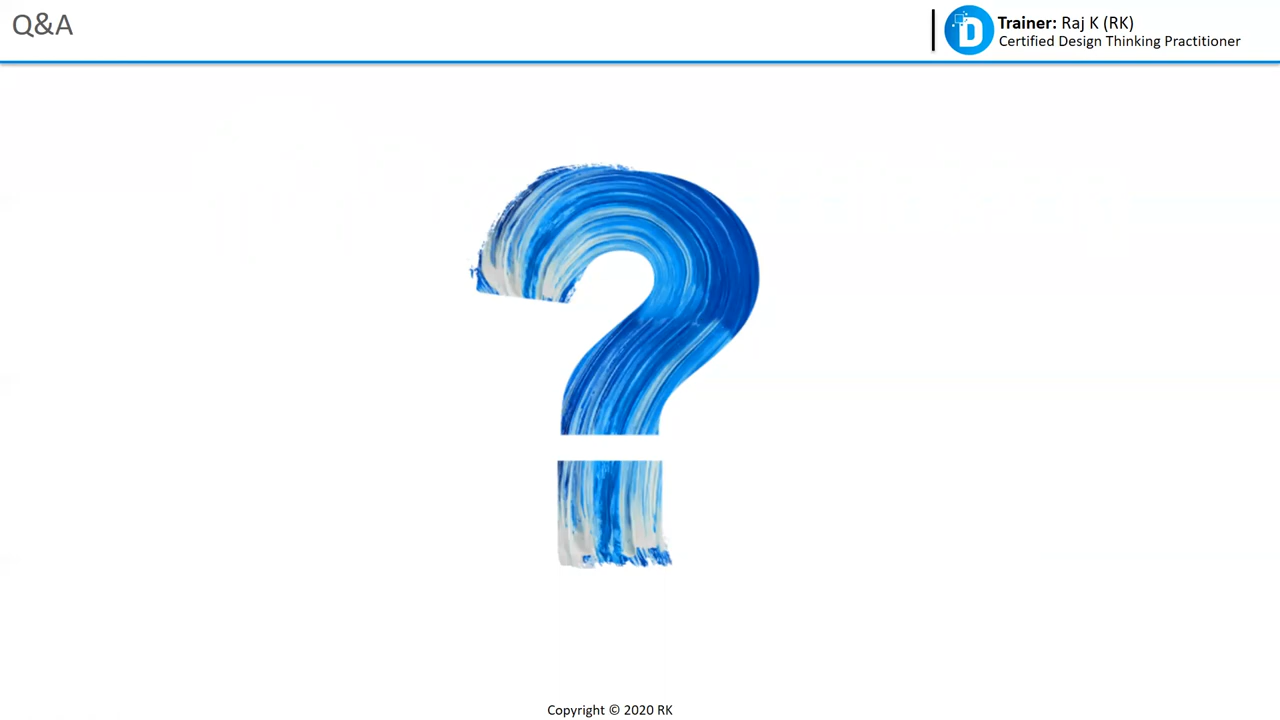 Q&A
D
Trainer: Raj K (RK)
Certified Design Thinking Practitioner
?
Copyright © 2020 RK